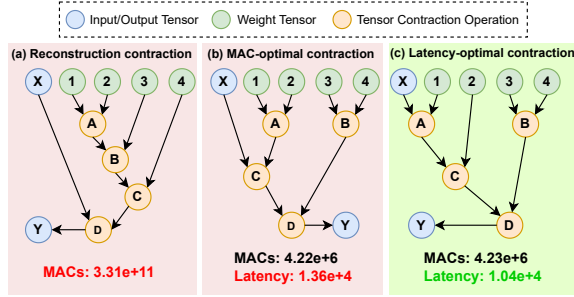 Input/Output Tensor Weight Tensor Tensor Contraction Operation
(a) Reconstruction contraction
X 1 2 3 4
A
B
C
Y D
MACs: 3.31e+11
(b) MAC-optimal contraction
X 1 2 3 4
A B
C
D Y
MACs: 4.22e+6
Latency: 1.36e+4
(c) Latency-optimal contraction
X 1 2 3 4
A B
C
Y D
MACs: 4.23e+6
Latency: 1.04e+4